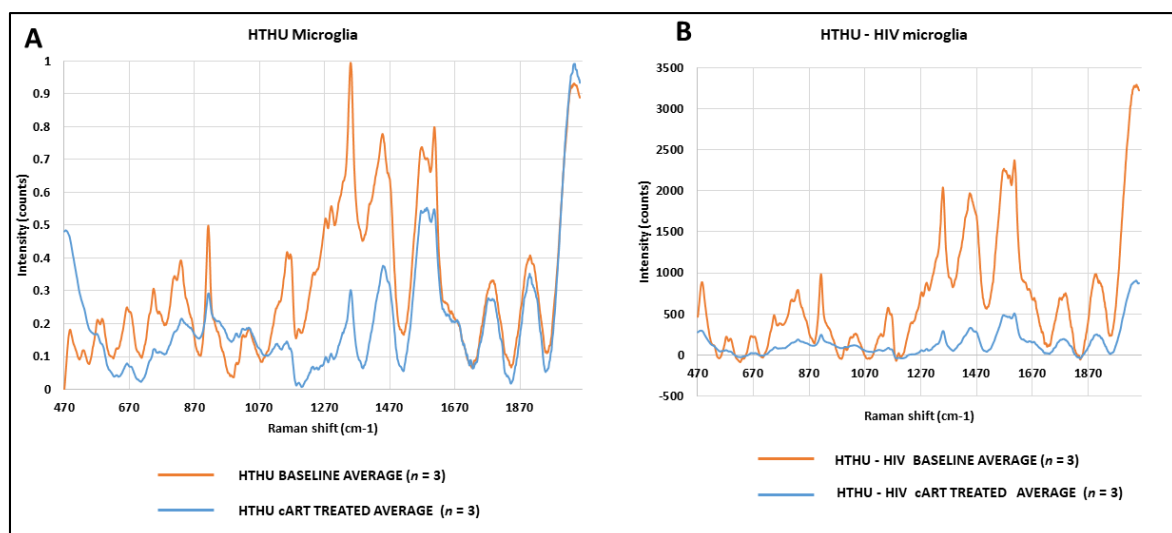 A
HTHU Microglia
Intensity (counts)
1
0.9
0.8
0.7
0.6
0.5
0.4
0.3
0.2
0.1
0
470 670 870 1070 1270 1470 1670 1870
Raman shift (cm-1)
HTHU BASELINE AVERAGE (n = 3)
HTHU cART TREATED AVERAGE (n = 3)
B
HTHU - HIV microglia
Intensity (counts)
3500
3000
2500
2000
1500
1000
500
0
-500
470 670 870 1070 1270 1470 1670 1870
Raman shift (cm-1)
HTHU - HIV BASELINE AVERAGE (n = 3)
HTHU - HIV cART TREATED AVERAGE (n = 3)